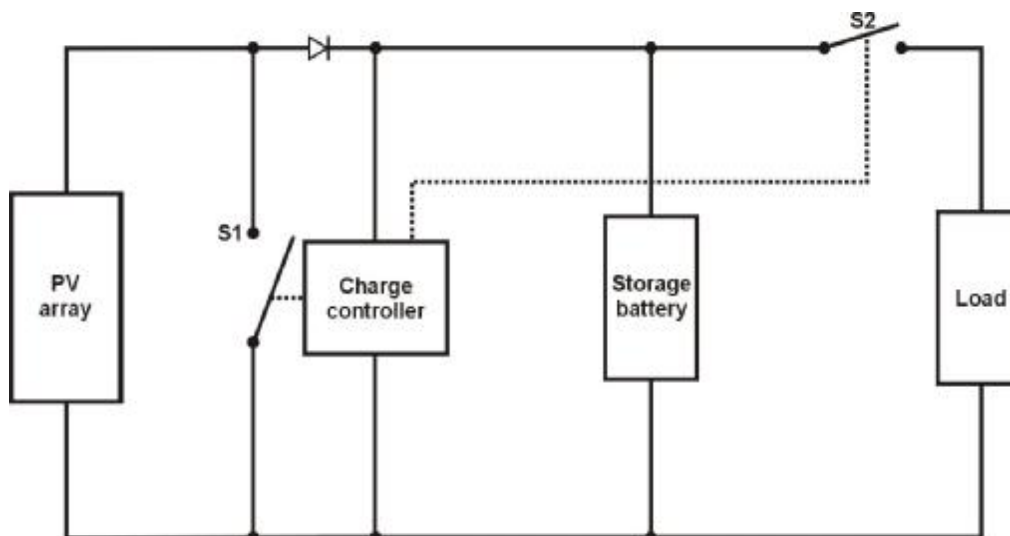 S2
S1
PV
array
Charge
controller
Storage
battery
Load